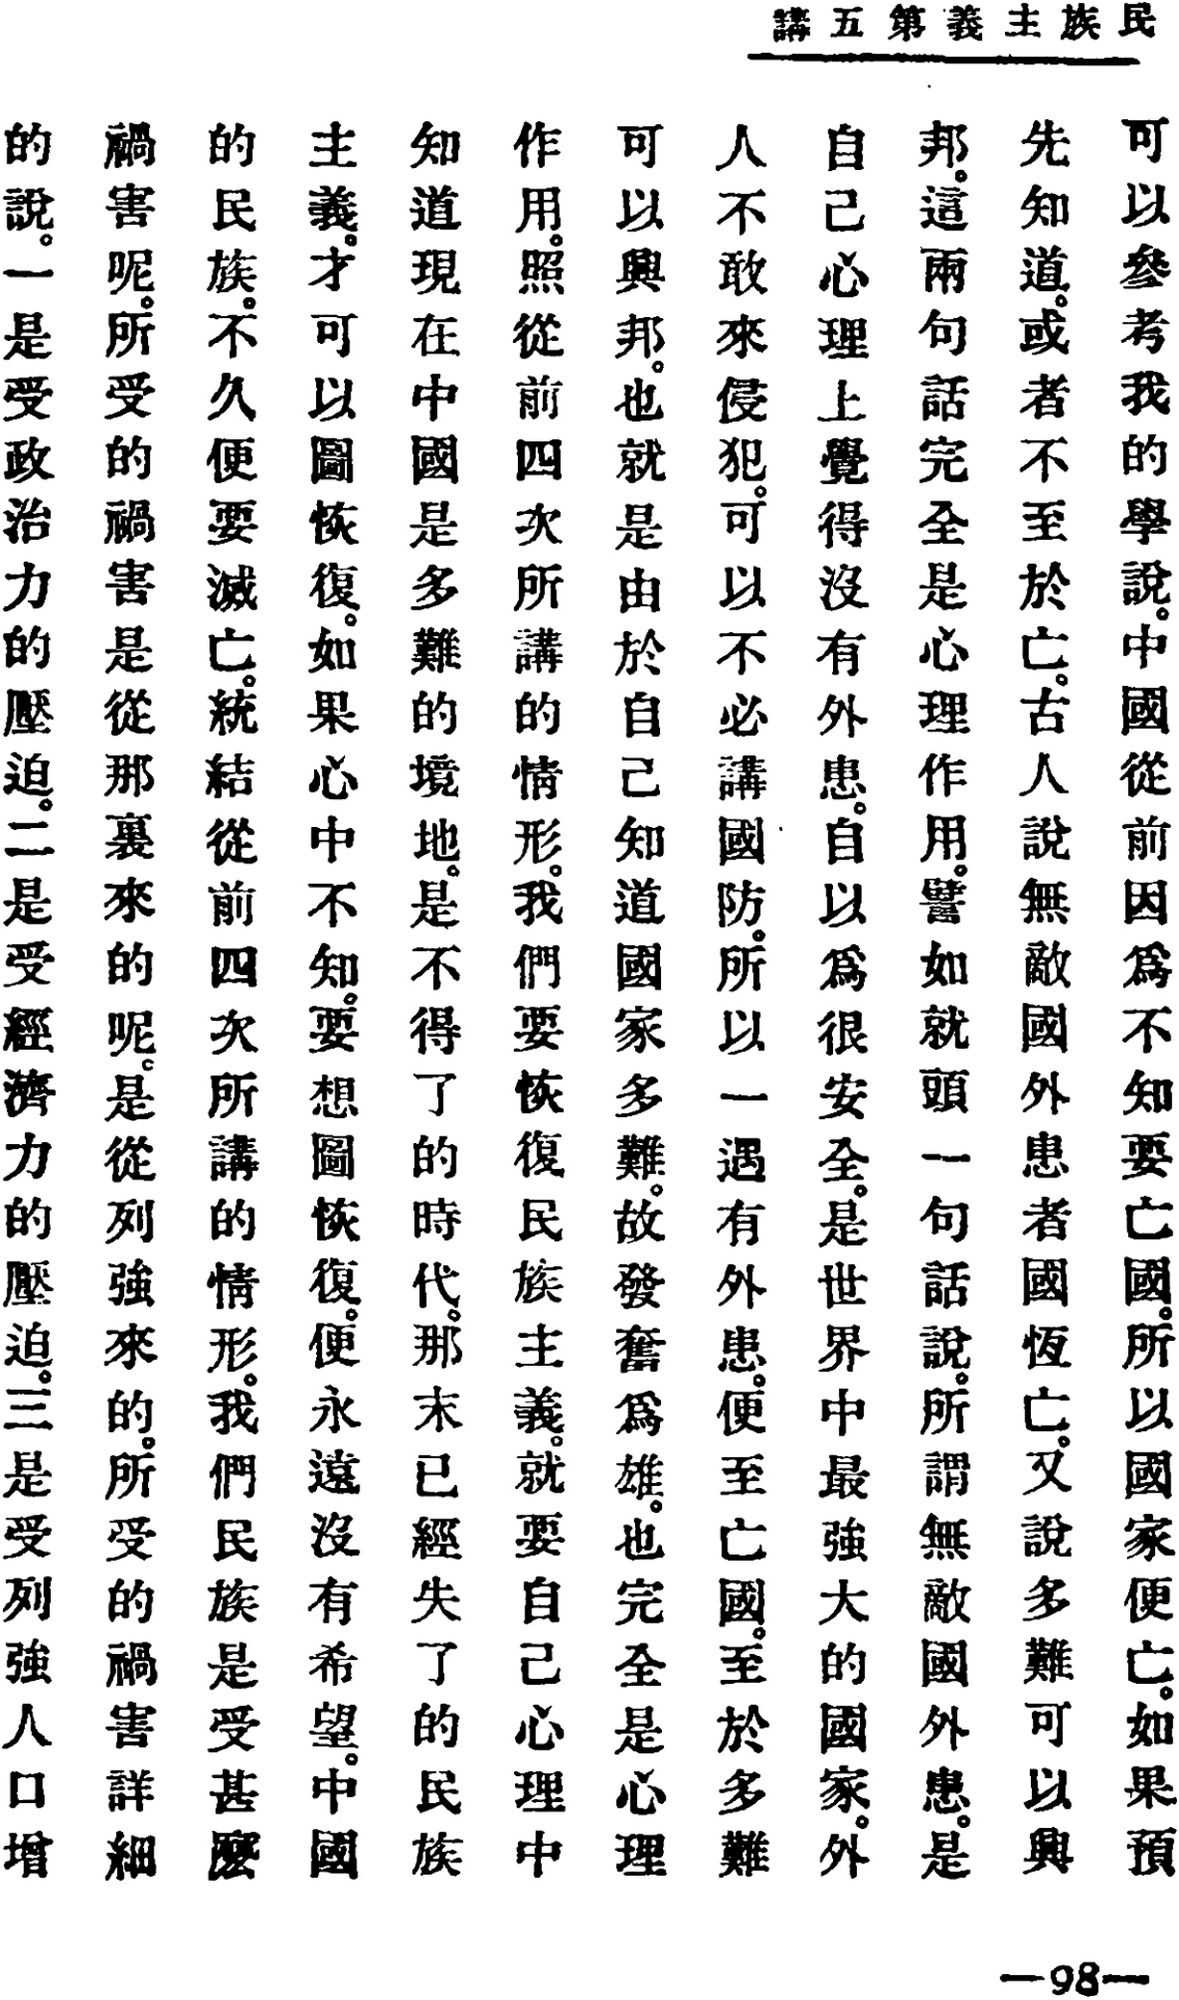 民族主義第五講
可以參考我的學說。中國從前因爲不知要亡國。所以國家便亡。如果預
先知道。或者不至於亡。古人說無敵國外患者國恆亡。又說多難可以興
邦。這兩句話完全是心理作用。譬如就頭一句話說。所謂無敵國外患。是
自己心理上覺得沒有外患。自以爲很安全。是世界中最強大的國家。外
人不敢來侵犯。可以不必講國防。所以一遇有外患。便至亡國。至於多難
可以興邦。也就是由於自己知道國家多難。故發奮爲雄。也完全是心理
作用。照從前四次所講的情形。我們要恢復民族主義。就要自己心理中
知道現在中國是多難的境地。是不得了的時代。那末已經失了的民族
主義。才可以圖恢復。如果心中不知。要想圖恢復。便永遠沒有希望。中國
的民族。不久便要滅亡。統結從前四次所講的情形。我們民族是受甚麼
禍害呢。所受的禍害是從那裏來的呢。是從列強來的。所受的禍害詳細
的說。一是受政治力的壓迫。二是受經濟力的壓迫。三是受列強人口增
—98—